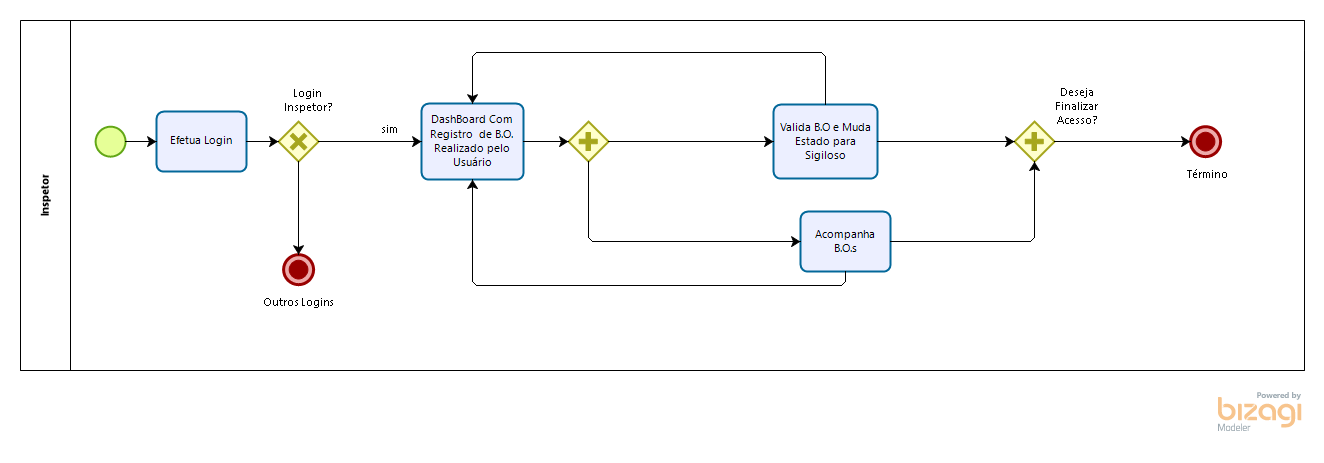 Inspetor
Efetua Login
Login
Inspetor?
sim
Outros Logins
DashBoard Com
Registro de B.O.
Realizado pelo
Usuário
Valida B.O e Muda
Estado para
Sigiloso
Acompanha
B.O.s
Deseja
Finalizar
Acesso?
Término
Powered by
bizagi
Modeler